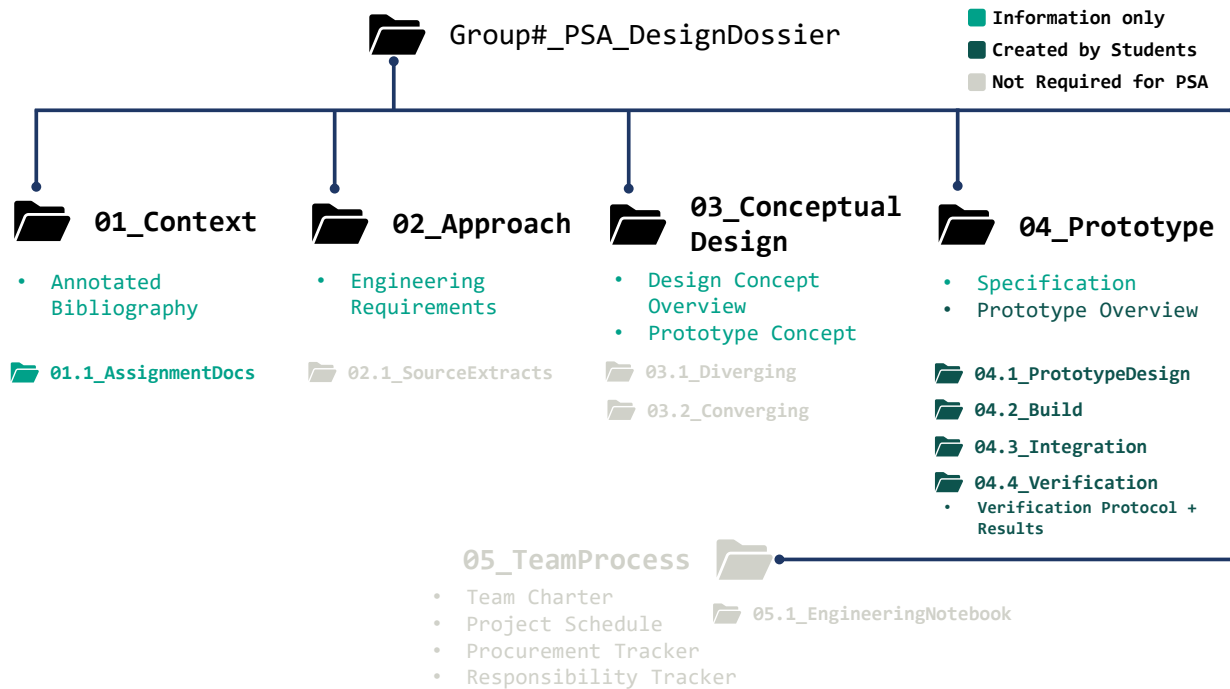 Group#_PSA_DesignDossier
Information only
Created by Students
Not Required for PSA
01_Context
• Annotated
Bibliography
01.1_AssignmentDocs
02_Approach
• Engineering
Requirements
02.1_SourceExtracts
03_Conceptual
Design
• Design Concept
Overview
• Prototype Concept
03.1_Diverging
03.2_Converging
04_Prototype
• Specification
• Prototype Overview
04.1_PrototypeDesign
04.2_Build
04.3_Integration
04.4_Verification
• Verification Protocol +
Results
05_TeamProcess
• Team Charter
• Project Schedule
• Procurement Tracker
• Responsibility Tracker
05.1_EngineeringNotebook